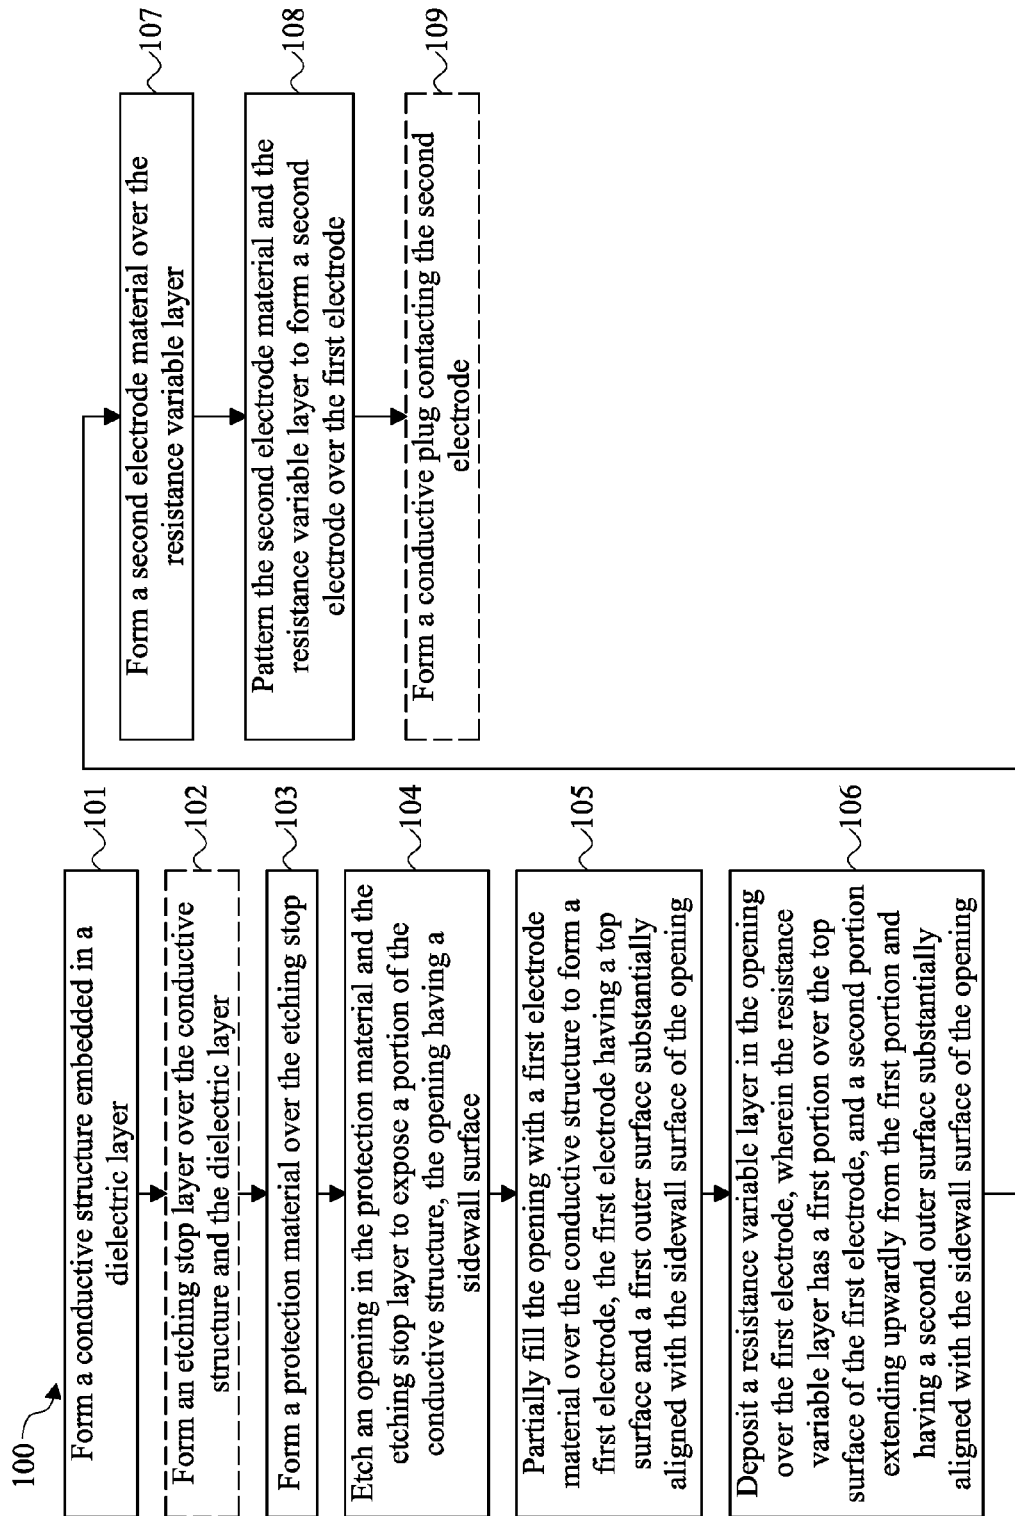 100
Form a conductive structure embedded in a
dielectric layer
101
Form an etching stop layer over the conductive
structure and the dielectric layer
102
Form a protection material over the etching stop
103
Etch an opening in the protection material and the
etching stop layer to expose a portion of the
conductive structure, the opening having a
sidewall surface
104
Partially fill the opening with a first electrode
material over the conductive structure to form a
first electrode, the first electrode having a top
surface and a first outer surface substantially
aligned with the sidewall surface of the opening
105
Deposit a resistance variable layer in the opening
over the first electrode, wherein the resistance
variable layer has a first portion over the top
surface of the first electrode, and a second portion
extending upwardly from the first portion and
having a second outer surface substantially
aligned with the sidewall surface of the opening
106
Form a second electrode material over the
resistance variable layer
107
Pattern the second electrode material and the
resistance variable layer to form a second
electrode over the first electrode
108
Form a conductive plug contacting the second
electrode
109